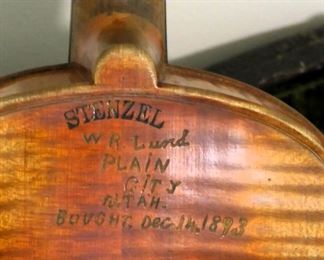 STENZEL
W.R. Lund
PLAIN
CITY
UTAH.
BOUGHT, Dec. 14, 1893